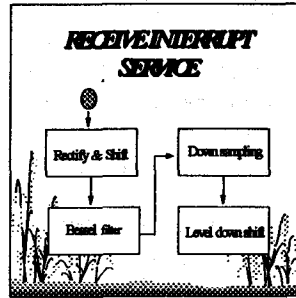 RECEIVE INTERRUPT
SERVICE
Rectify & Shift
Bessel filter
Down sampling
Level down shift